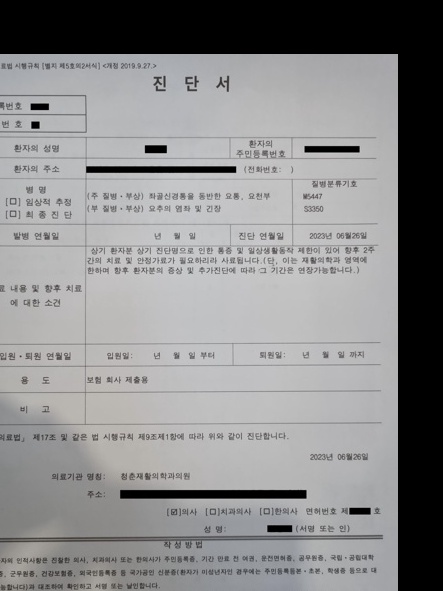 료법 시행규칙 [별지 제5호의2서식] <개정 2019.9.27.>
진 단 서
록번호
번 호
환자의 성명
환자의
주민등록번호
환자의 주소
(전화번호: )
병 명
[ㅁ] 임상적 추정
[ㅁ] 최 종 진 단
(주 질병·부상) 좌골신경통을 동반한 요통, 요천부
(부 질병·부상) 요추의 염좌 및 긴장
질병분류기호
M5447
S3350
발병 연월일
년 월 일
진단 연월일
2023년 06월26일
료 내용 및 향후 치료
에 대한 소견
상기 환자분 상기 진단명으로 인한 통증 및 일상생활동작 제한이 있어 향후 2주
간의 치료 및 안정가료가 필요하리라 사료됩니다.(단, 이는 재활의학과 영역에
한하며 향후 환자분의 증상 및 추가진단에 따라 그 기간은 연장가능합니다.)
입원·퇴원 연월일
입원일: 년 월 일 부터
퇴원일: 년 월 일 까지
용 도
보험 회사 제출용
비 고
의료법」 제17조 및 같은 법 시행규칙 제9조제1항에 따라 위와 같이 진단합니다.
2023년 06월26일
의료기관 명칭: 청춘재활의학과의원
주소:
[☑]의사 [ㅁ]치과의사 [ㅁ]한의사 면허번호 제 호
성 명: (서명 또는 인)
작성방법
자의 인적사항은 진찰한 의사, 치과의사 또는 한의사가 주민등록증, 기간 만료 전 여권, 운전면허증, 공무원증, 국립·공립대학
증, 군무원증, 건강보험증, 외국인등록증 등 국가공인 신분증(환자가 미성년자인 경우에는 주민등록등본·초본, 학생증 등으로 대
능합니다)과 대조하여 확인하고 서명 또는 날인합니다.